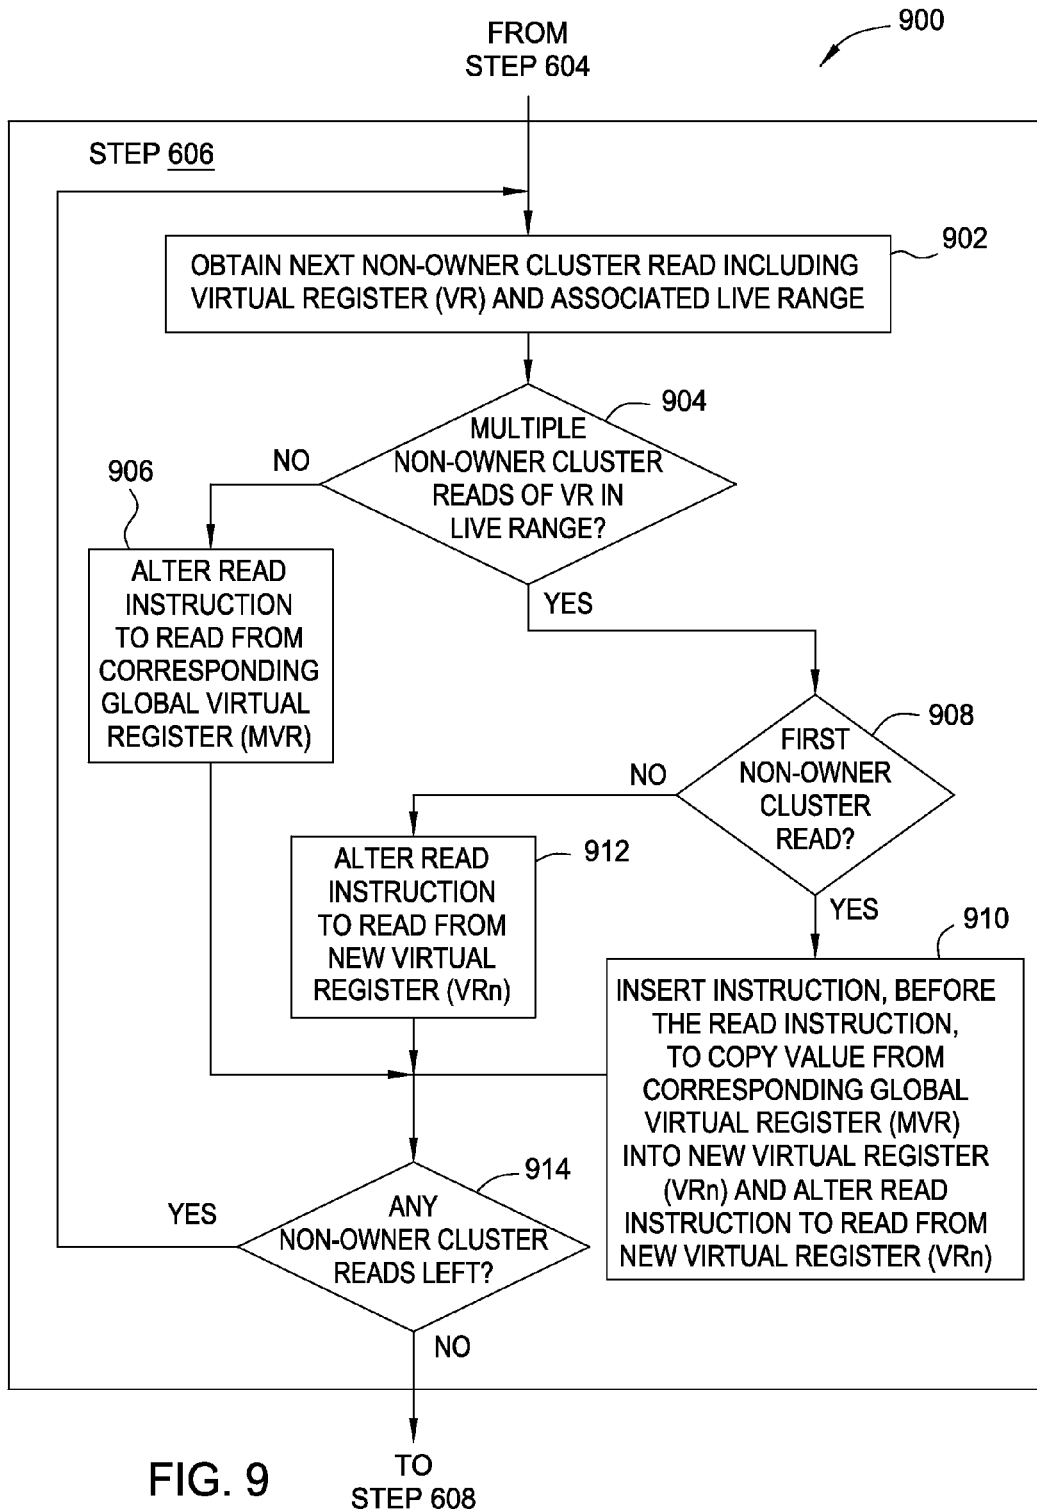 900
FROM
STEP 604
STEP 606
902
OBTAIN NEXT NON-OWNER CLUSTER READ INCLUDING
VIRTUAL REGISTER (VR) AND ASSOCIATED LIVE RANGE
904
MULTIPLE
NON-OWNER CLUSTER
READS OF VR IN
LIVE RANGE?
NO
YES
906
ALTER READ
INSTRUCTION
TO READ FROM
CORRESPONDING
GLOBAL VIRTUAL
REGISTER (MVR)
908
FIRST
NON-OWNER
CLUSTER
READ?
NO
YES
912
ALTER READ
INSTRUCTION
TO READ FROM
NEW VIRTUAL
REGISTER (VRn)
910
INSERT INSTRUCTION, BEFORE
THE READ INSTRUCTION,
TO COPY VALUE FROM
CORRESPONDING GLOBAL
VIRTUAL REGISTER (MVR)
INTO NEW VIRTUAL REGISTER
(VRn) AND ALTER READ
INSTRUCTION TO READ FROM
NEW VIRTUAL REGISTER (VRn)
914
ANY
NON-OWNER CLUSTER
READS LEFT?
YES
NO
TO
STEP 608
FIG. 9